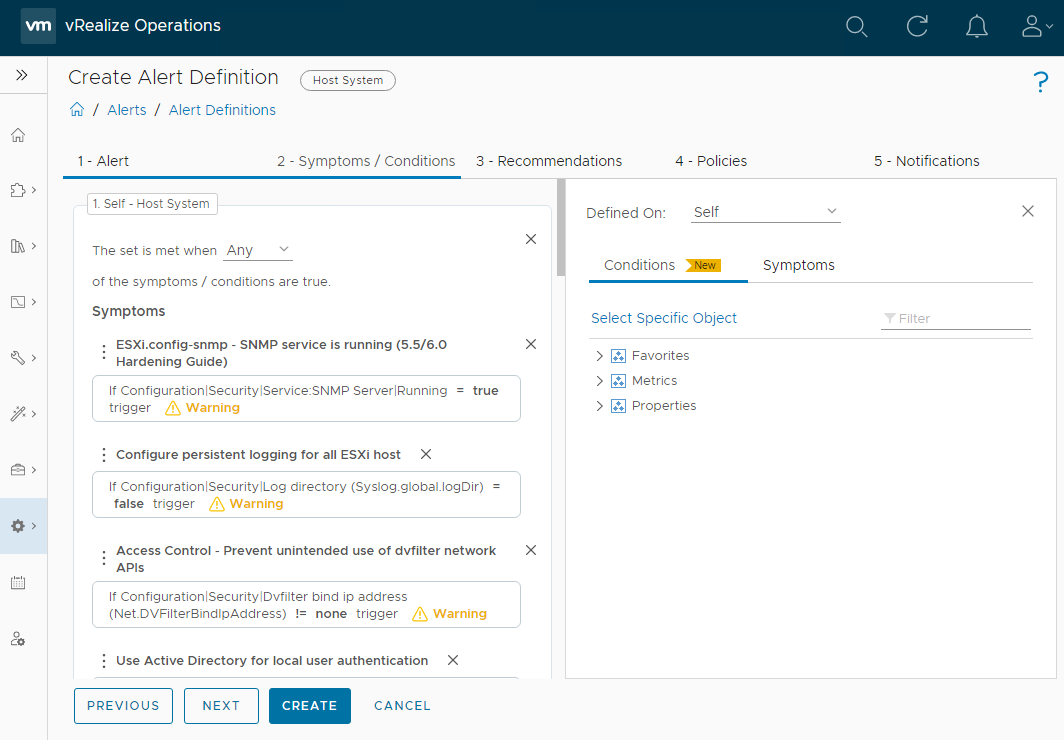 vm vRealize Operations
Create Alert Definition Host System
?
/ Alerts / Alert Definitions
1 - Alert 2 - Symptoms / Conditions 3 - Recommendations 4 - Policies 5 - Notifications
1. Self - Host System
The set is met when Any
of the symptoms / conditions are true.
Symptoms
ESXi.config-snmp - SNMP service is running (5.5/6.0
Hardening Guide)
If Configuration|Security|Service:SNMP Server|Running = true
trigger Warning
Configure persistent logging for all ESXi host
If Configuration|Security|Log directory (Syslog.global.logDir) =
false trigger Warning
Access Control - Prevent unintended use of dvfilter network
APIs
If Configuration|Security|Dvfilter bind ip address
(Net.DVFilterBindIpAddress) != none trigger Warning
Use Active Directory for local user authentication
Defined On: Self
Conditions New Symptoms
Select Specific Object Filter
Favorites
Metrics
Properties
PREVIOUS NEXT CREATE CANCEL